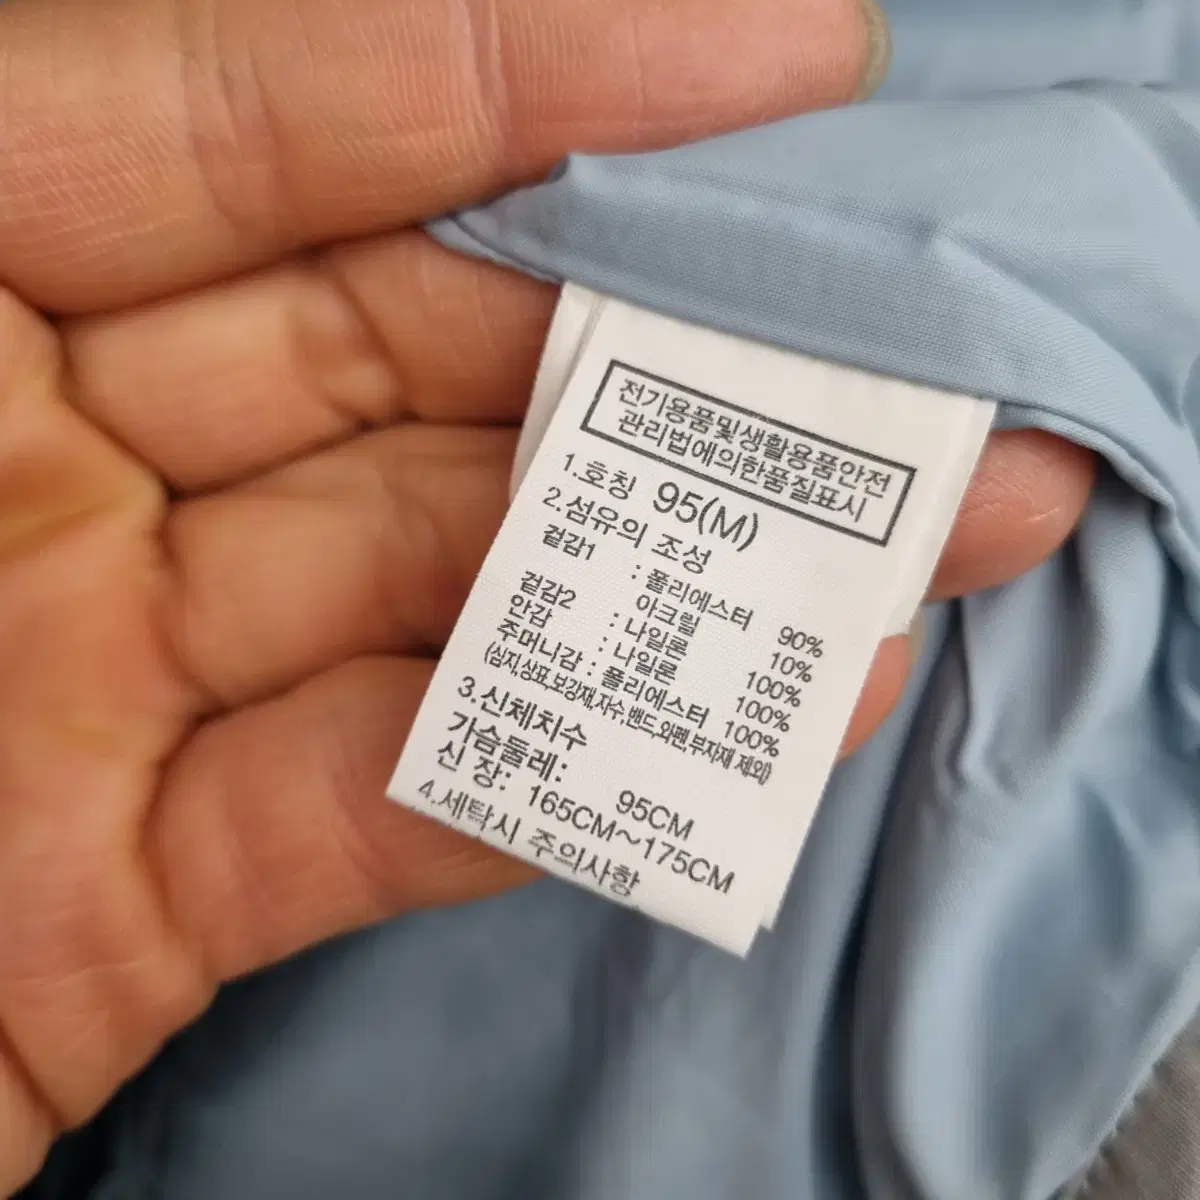 전기용품및생활용품안전
관리법에의한품질표시
1.호칭 95(M)
2.섬유의 조성
겉감1 : 폴리에스터 90%
아크릴 10%
겉감2 : 나일론 100%
안감 : 나일론 100%
주머니감 : 폴리에스터 100%
(심지,상표,보강재,자수,밴드,와펜,부자재 제외)
3.신체치수
가슴둘레: 95CM
신 장: 165CM~175CM
4.세탁시 주의사항